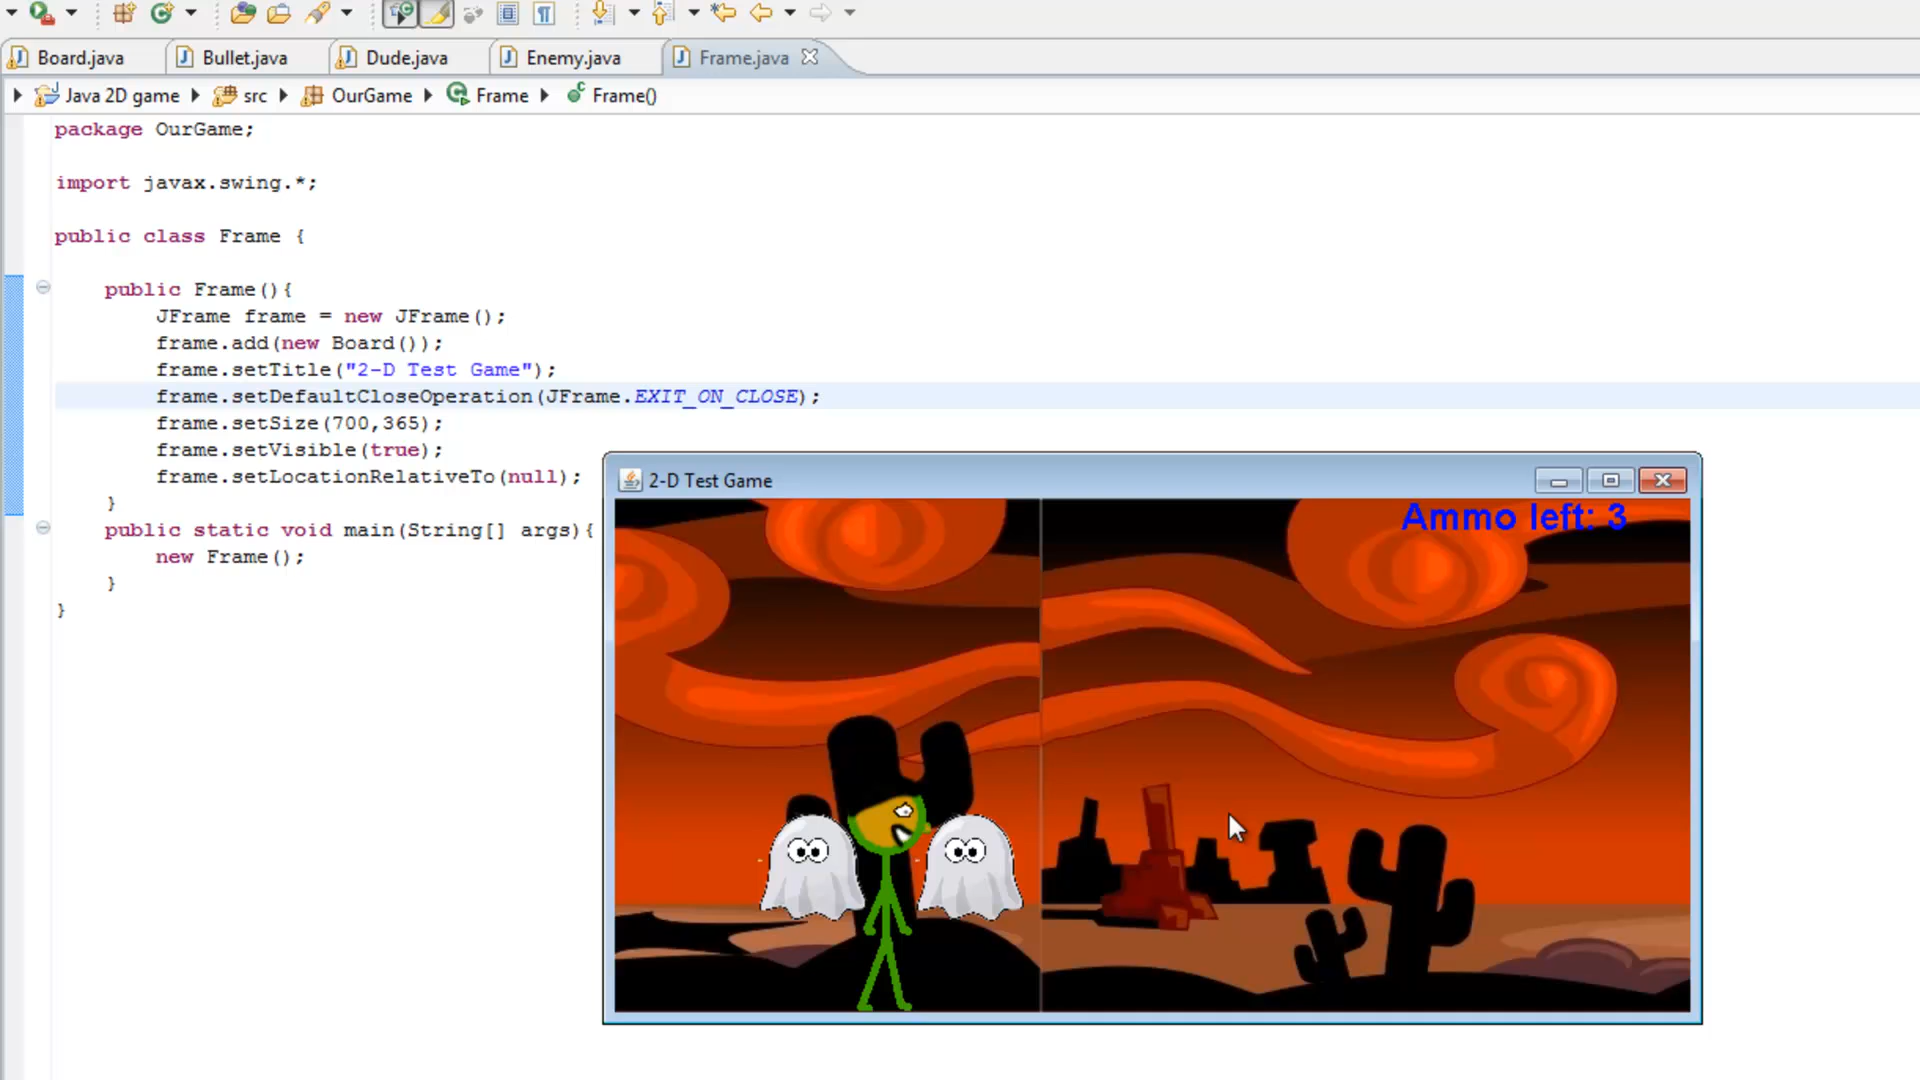 Board.java
Bullet.java
Dude.java
Enemy.java
Frame.java
Java 2D game
src
OurGame
Frame
Frame()
package OurGame;
import javax.swing.*;
public class Frame {
public Frame(){
JFrame frame = new JFrame();
frame.add(new Board());
frame.setTitle("2-D Test Game");
frame.setDefaultCloseOperation(JFrame.EXIT_ON_CLOSE);
frame.setSize(700,365);
frame.setVisible(true);
frame.setLocationRelativeTo(null);
}
public static void main(String[] args){
new Frame();
}
}
2-D Test Game
Ammo left: 3